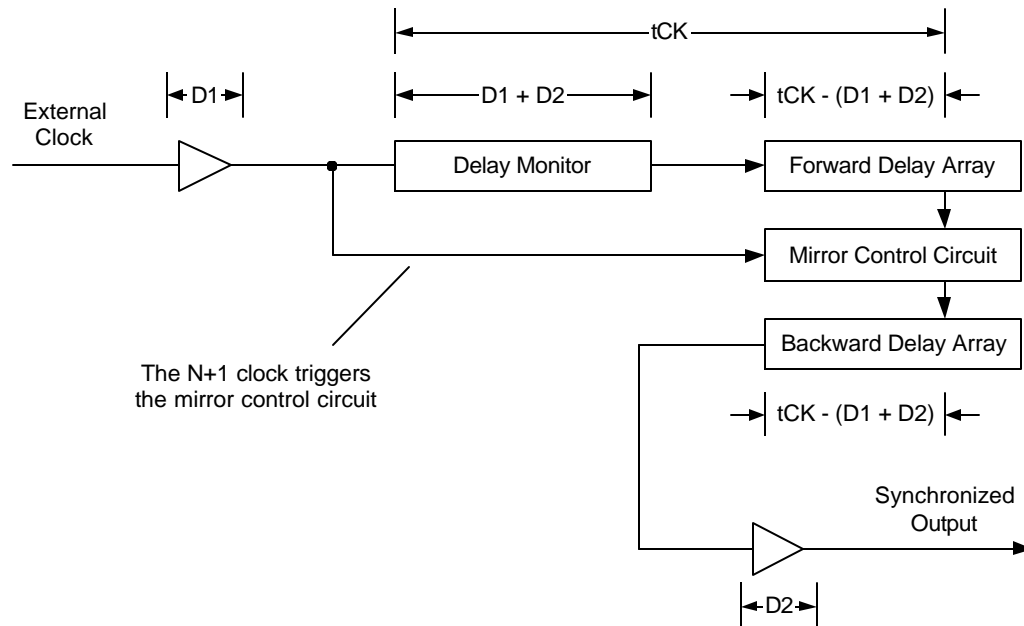 tCK
D1
D1 + D2
tCK - (D1 + D2)
External
Clock
Delay Monitor
Forward Delay Array
Mirror Control Circuit
Backward Delay Array
The N+1 clock triggers
the mirror control circuit
tCK - (D1 + D2)
Synchronized
Output
D2